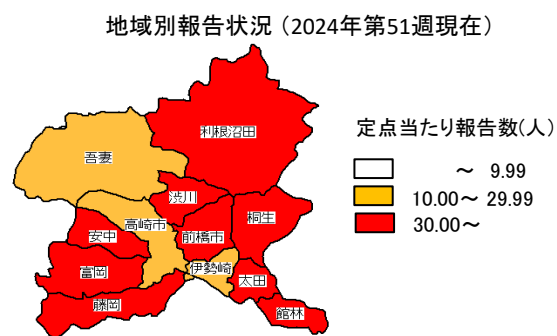 地域別報告状況（2024年第51週現在）
定点当たり報告数(人)
～ 9.99
10.00～ 29.99
30.00～
利根沼田
吾妻
渋川
桐生
高崎市
前橋市
安中
伊勢崎
富岡
太田
藤岡
館林